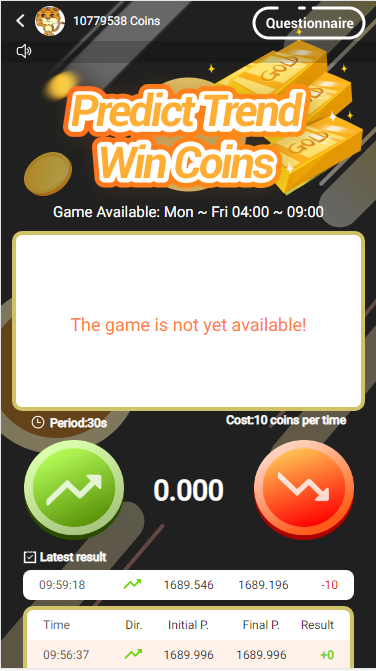 10779538 Coins
Questionnaire
GOLD
Predict Trend
Win Coins
Game Available: Mon ~ Fri 04:00 ~ 09:00
The game is not yet available!
Period:30s
Cost:10 coins per time
0.000
Latest result
09:59:18 1689.546 1689.196 -10
Time Dir. Initial P. Final P. Result
09:56:37 1689.996 1689.996 +0